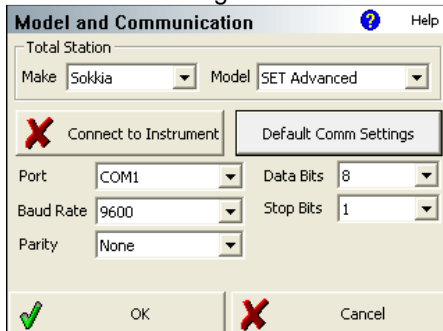 Model and Communication ? Help
Total Station
Make Sokkia Model SET Advanced
Connect to Instrument Default Comm Settings
Port COM1 Data Bits 8
Baud Rate 9600 Stop Bits 1
Parity None
OK Cancel